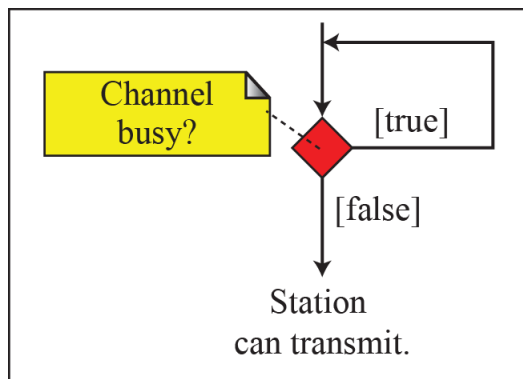 Channel
busy?
[true]
[false]
Station
can transmit.